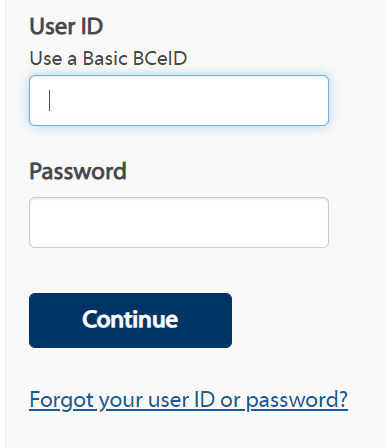 User ID
Use a Basic BCeID
Password
Continue
Forgot your user ID or password?